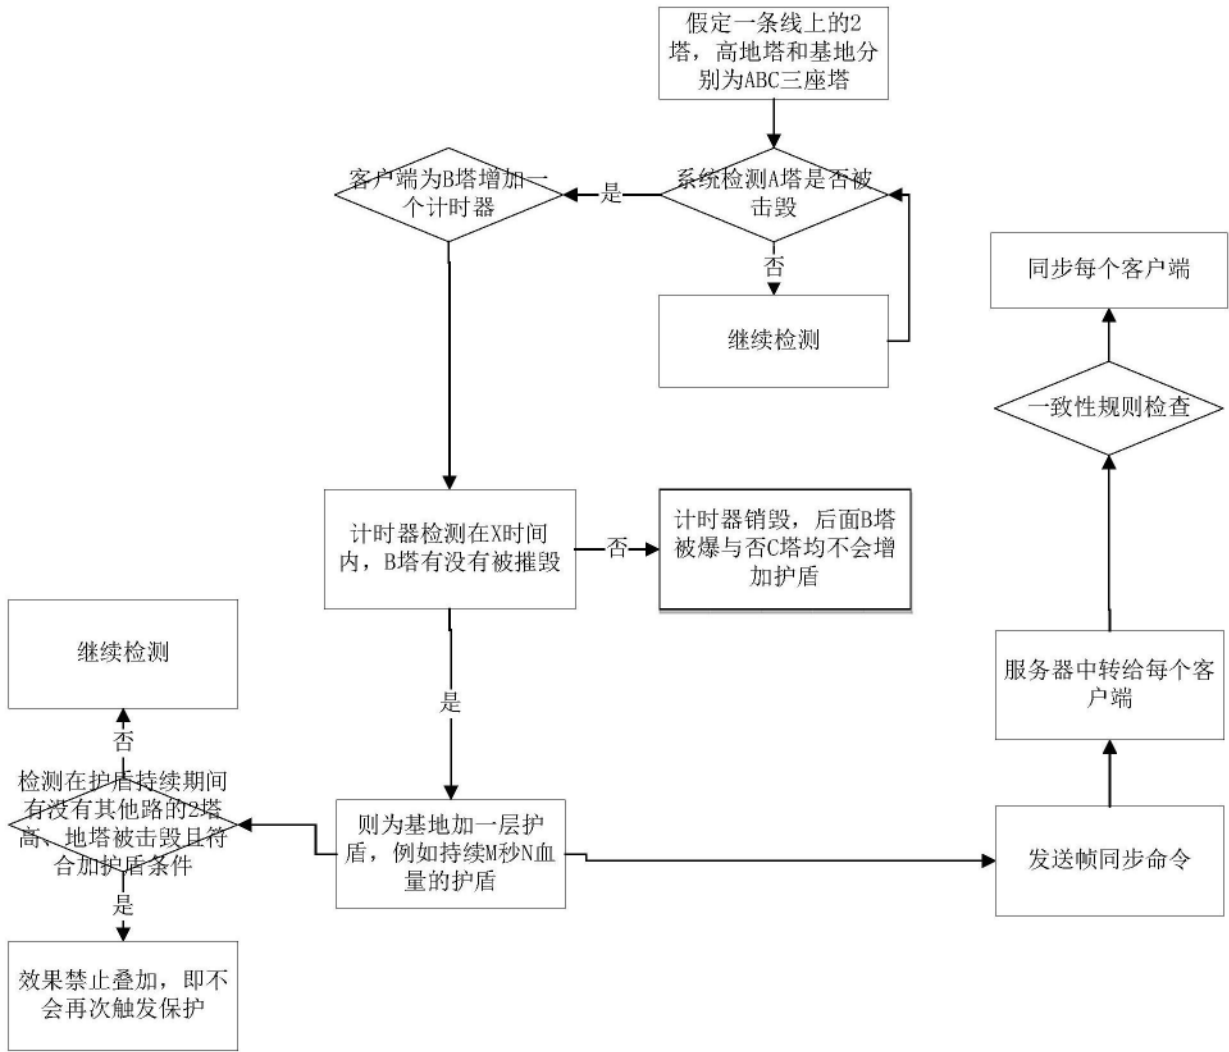 假定一条线上的2
塔，高地塔和基地分
别为ABC三座塔
系统检测A塔是否被
击毁
是
客户端为B塔增加一
个计时器
否
继续检测
计时器检测在X时间
内，B塔有没有被摧毁
否
计时器销毁，后面B塔
被爆与否C塔均不会增
加护盾
是
则为基地加一层护
盾，例如持续M秒N血
量的护盾
检测在护盾持续期间
有没有其他路的2塔
高、地塔被击毁且符
合加护盾条件
否
继续检测
是
效果禁止叠加，即不
会再次触发保护
发送帧同步命令
服务器中转给每个客
户端
一致性规则检查
同步每个客户端